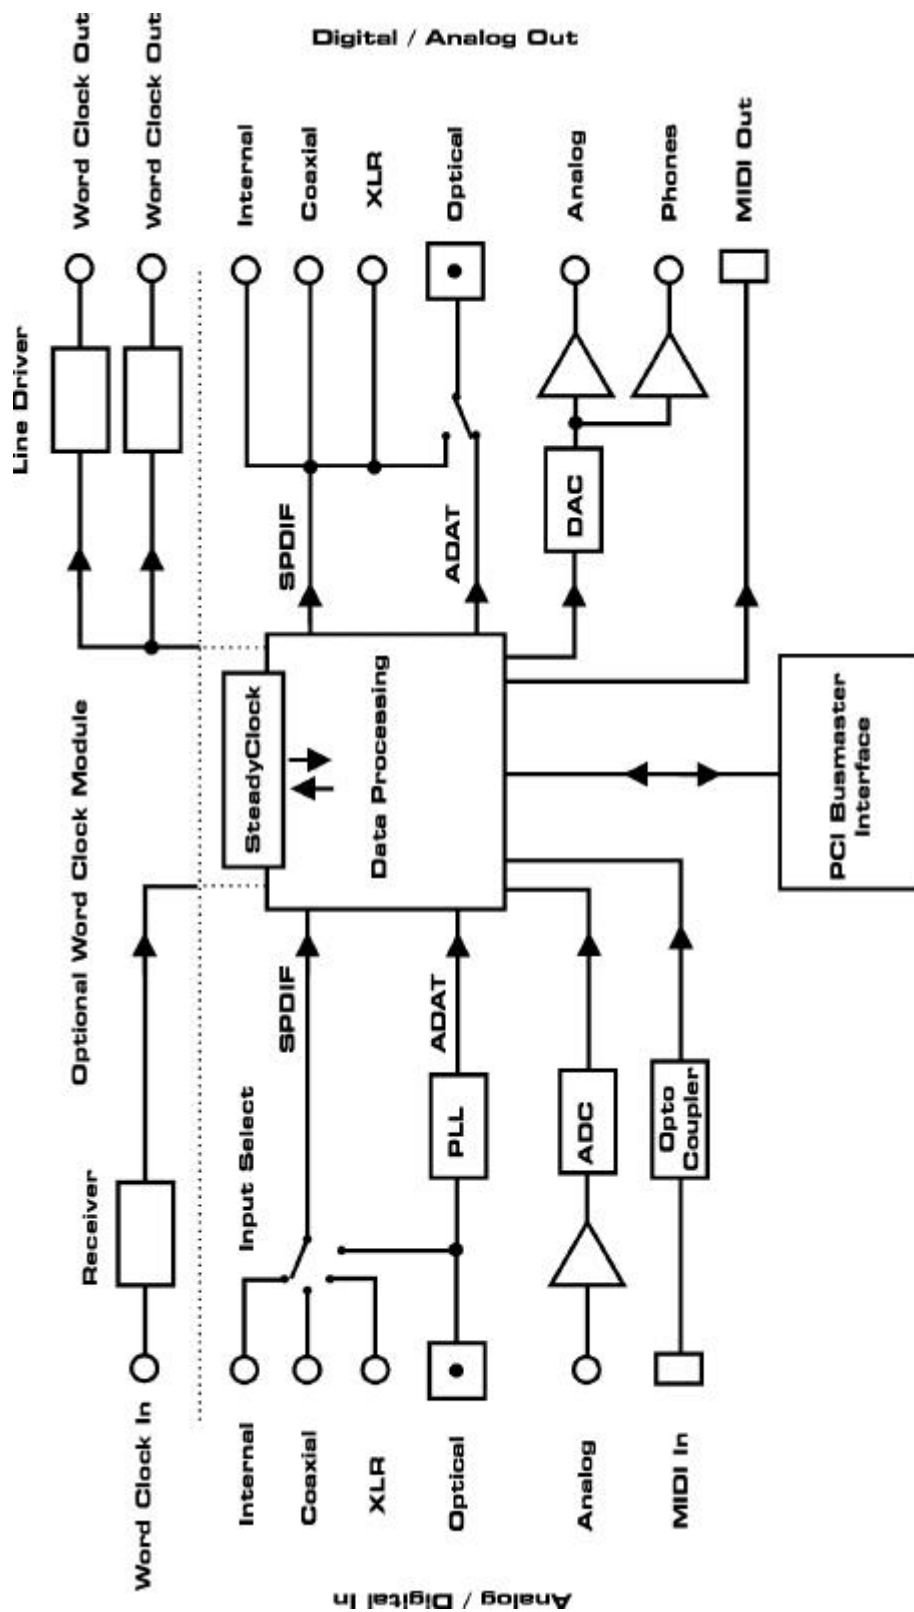 Digital / Analog Out
Word Clock Out
Word Clock Out
Internal
Coaxial
XLR
Optical
Analog
Phones
MIDI Out
Line Driver
SPDIF
ADAT
DAC
Optional Word Clock Module
SteadyClock
Data Processing
PCI Busmaster
Interface
SPDIF
ADAT
Receiver
Input Select
PLL
ADC
Opto
Coupler
Word Clock In
Internal
Coaxial
XLR
Optical
Analog
MIDI In
Analog / Digital In